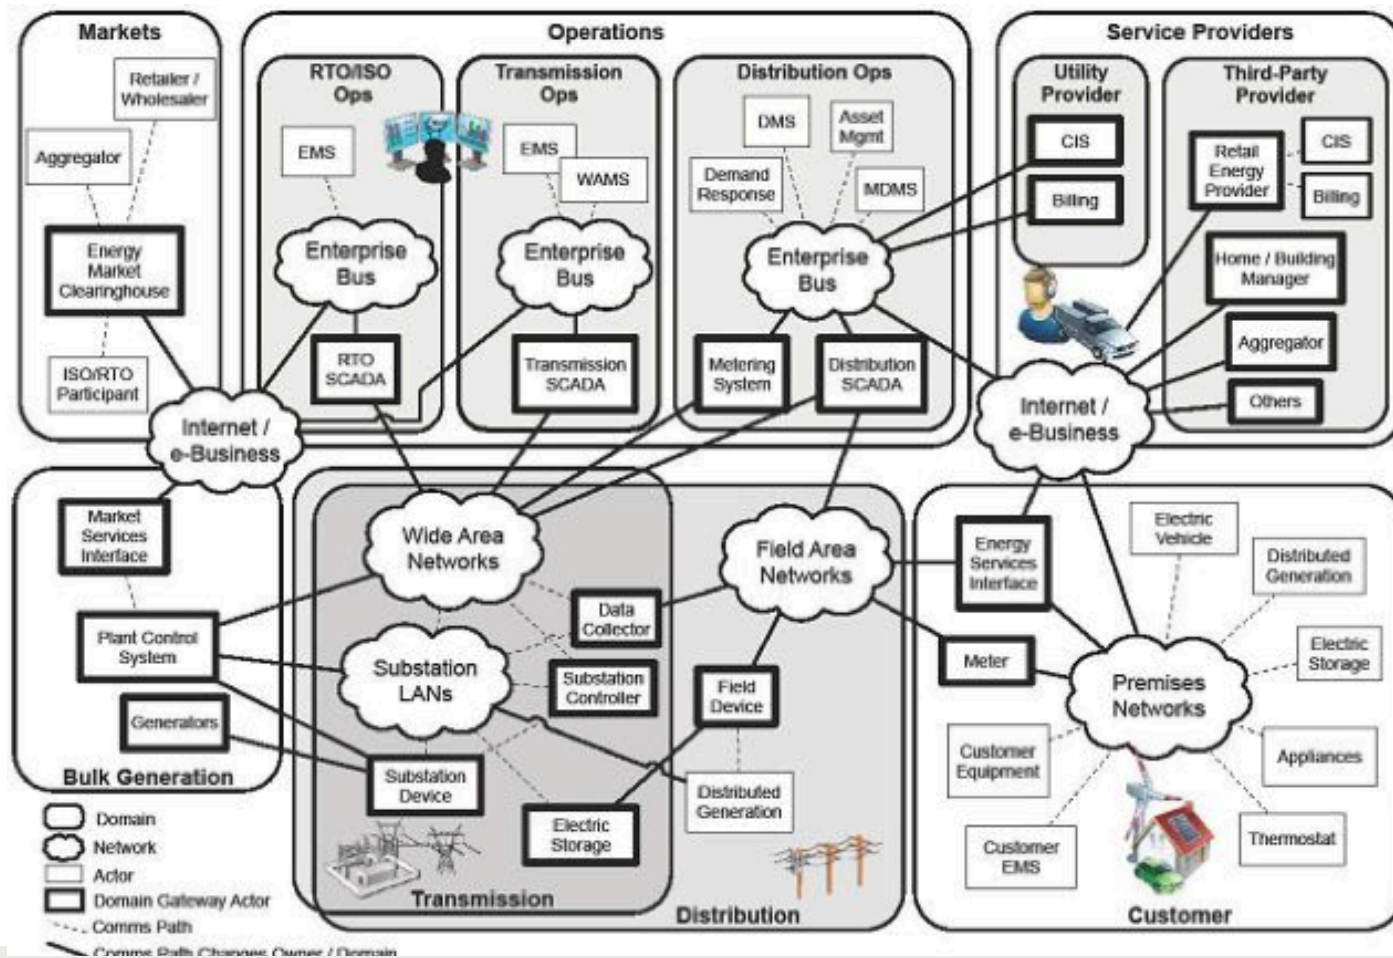 Markets
Operations
Service Providers
Retailer /
Wholesaler
Aggregator
Energy
Market
Clearinghouse
ISO/RTO
Participant
RTO/ISO
Ops
EMS
Enterprise
Bus
RTO
SCADA
Transmission
Ops
EMS
WAMS
Enterprise
Bus
Transmission
SCADA
Distribution Ops
DMS
Asset
Mgmt
Demand
Response
MDMS
Enterprise
Bus
Metering
System
Distribution
SCADA
Utility
Provider
CIS
Billing
Third-Party
Provider
Retail
Energy
Provider
CIS
Billing
Home / Building
Manager
Aggregator
Others
Internet /
e-Business
Internet /
e-Business
Market
Services
Interface
Plant Control
System
Generators
Bulk Generation
Wide Area
Networks
Substation
LANs
Data
Collector
Substation
Controller
Substation
Device
Electric
Storage
Transmission
Field Area
Networks
Field
Device
Distributed
Generation
Distribution
Energy
Services
Interface
Meter
Premises
Networks
Electric
Vehicle
Distributed
Generation
Electric
Storage
Appliances
Thermostat
Customer
Equipment
Customer
EMS
Customer
Domain
Network
Actor
Domain Gateway Actor
Comms Path
Comms Path Changes Owner / Domain